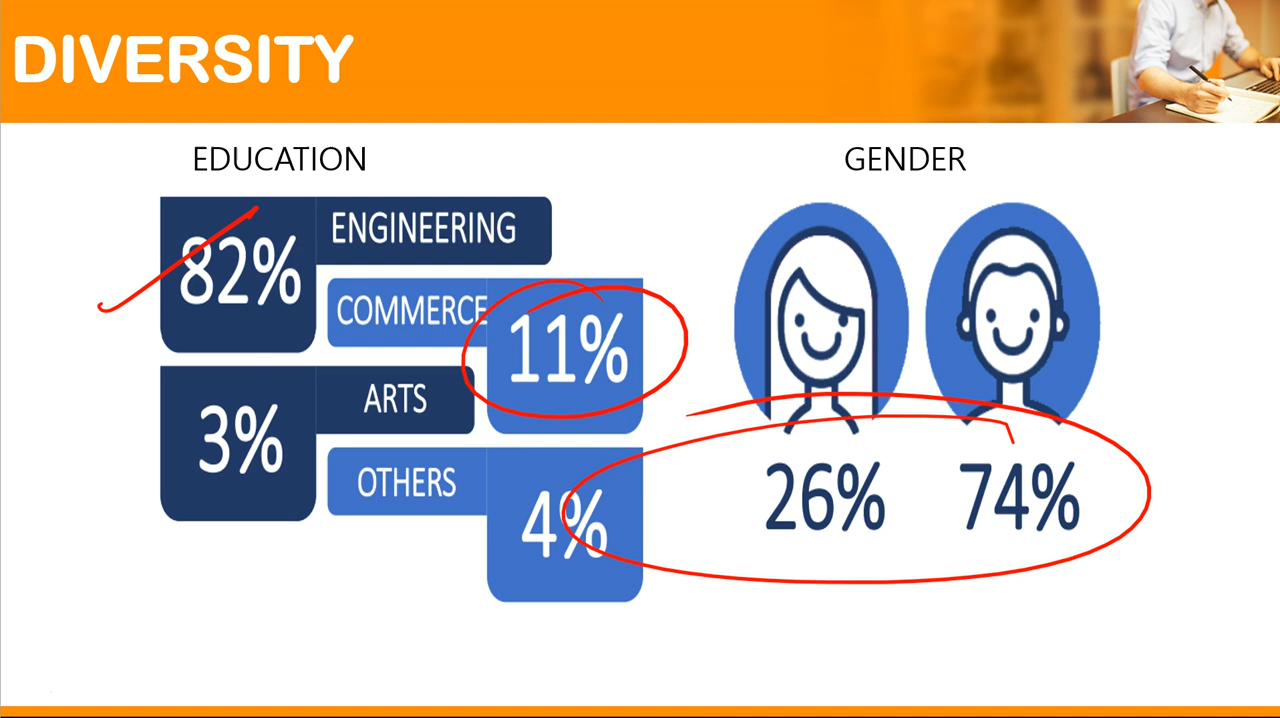 DIVERSITY
EDUCATION
82%
ENGINEERING
COMMERCE
11%
3%
ARTS
OTHERS
4%
GENDER
26%
74%